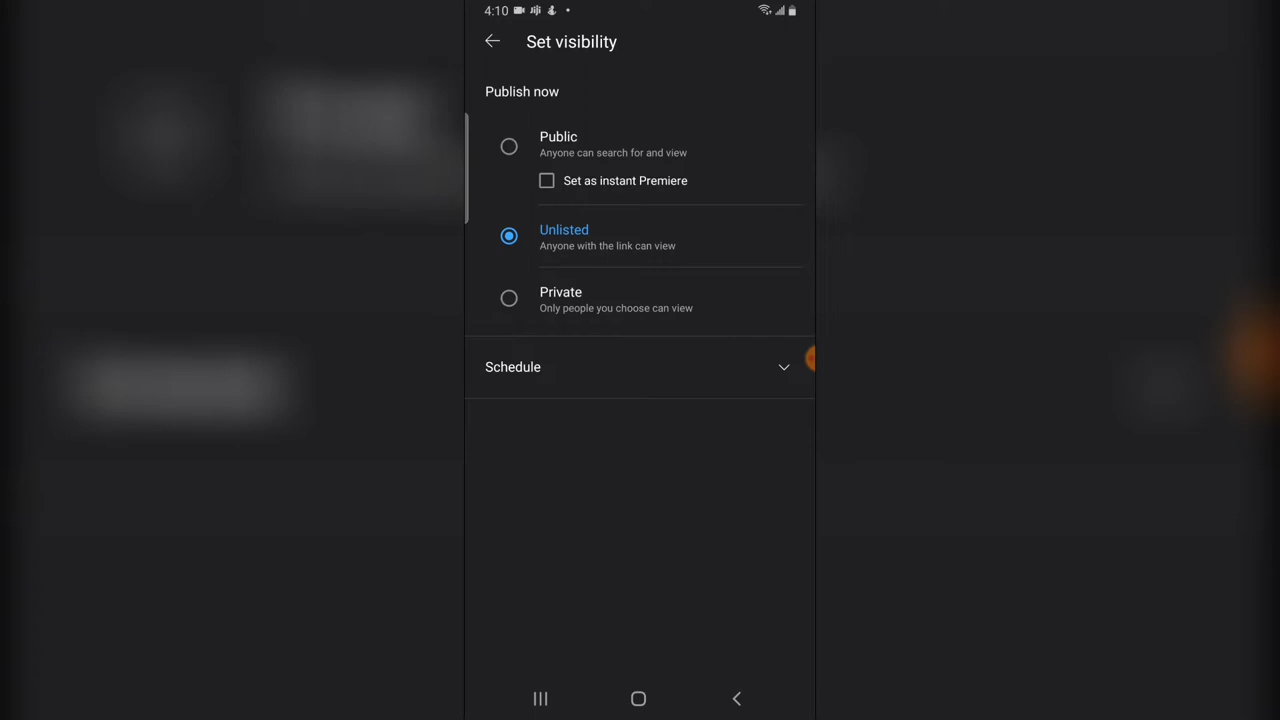 4:10
Set visibility
Publish now
Public
Anyone can search for and view
Set as instant Premiere
Unlisted
Anyone with the link can view
Private
Only people you choose can view
Schedule